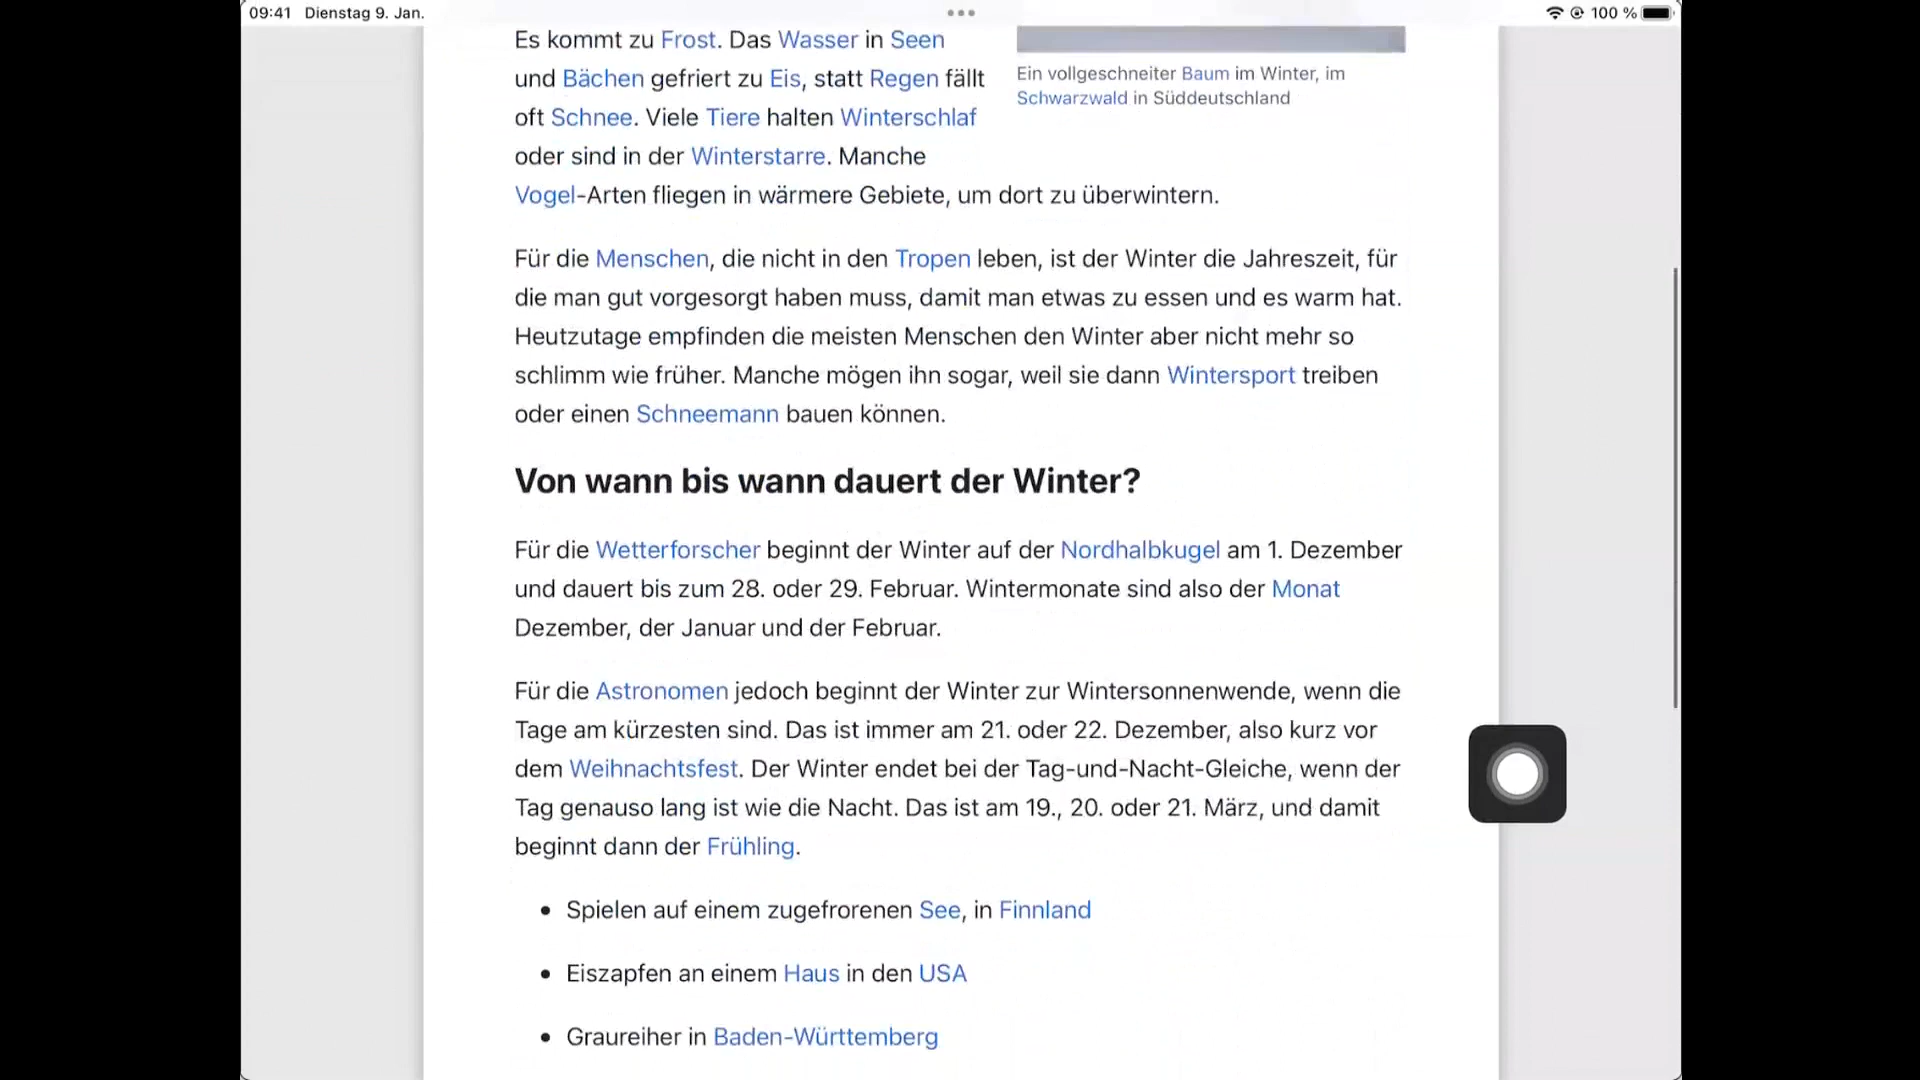 09:41 Dienstag 9. Jan.
100 %
Es kommt zu Frost. Das Wasser in Seen
und Bächen gefriert zu Eis, statt Regen fällt
oft Schnee. Viele Tiere halten Winterschlaf
oder sind in der Winterstarre. Manche
Vogel-Arten fliegen in wärmere Gebiete, um dort zu überwintern.
Ein vollgeschneiter Baum im Winter, im
Schwarzwald in Süddeutschland
Für die Menschen, die nicht in den Tropen leben, ist der Winter die Jahreszeit, für
die man gut vorgesorgt haben muss, damit man etwas zu essen und es warm hat.
Heutzutage empfinden die meisten Menschen den Winter aber nicht mehr so
schlimm wie früher. Manche mögen ihn sogar, weil sie dann Wintersport treiben
oder einen Schneemann bauen können.
Von wann bis wann dauert der Winter?
Für die Wetterforscher beginnt der Winter auf der Nordhalbkugel am 1. Dezember
und dauert bis zum 28. oder 29. Februar. Wintermonate sind also der Monat
Dezember, der Januar und der Februar.
Für die Astronomen jedoch beginnt der Winter zur Wintersonnenwende, wenn die
Tage am kürzesten sind. Das ist immer am 21. oder 22. Dezember, also kurz vor
dem Weihnachtsfest. Der Winter endet bei der Tag-und-Nacht-Gleiche, wenn der
Tag genauso lang ist wie die Nacht. Das ist am 19., 20. oder 21. März, und damit
beginnt dann der Frühling.
• Spielen auf einem zugefrorenen See, in Finnland
• Eiszapfen an einem Haus in den USA
• Graureiher in Baden-Württemberg